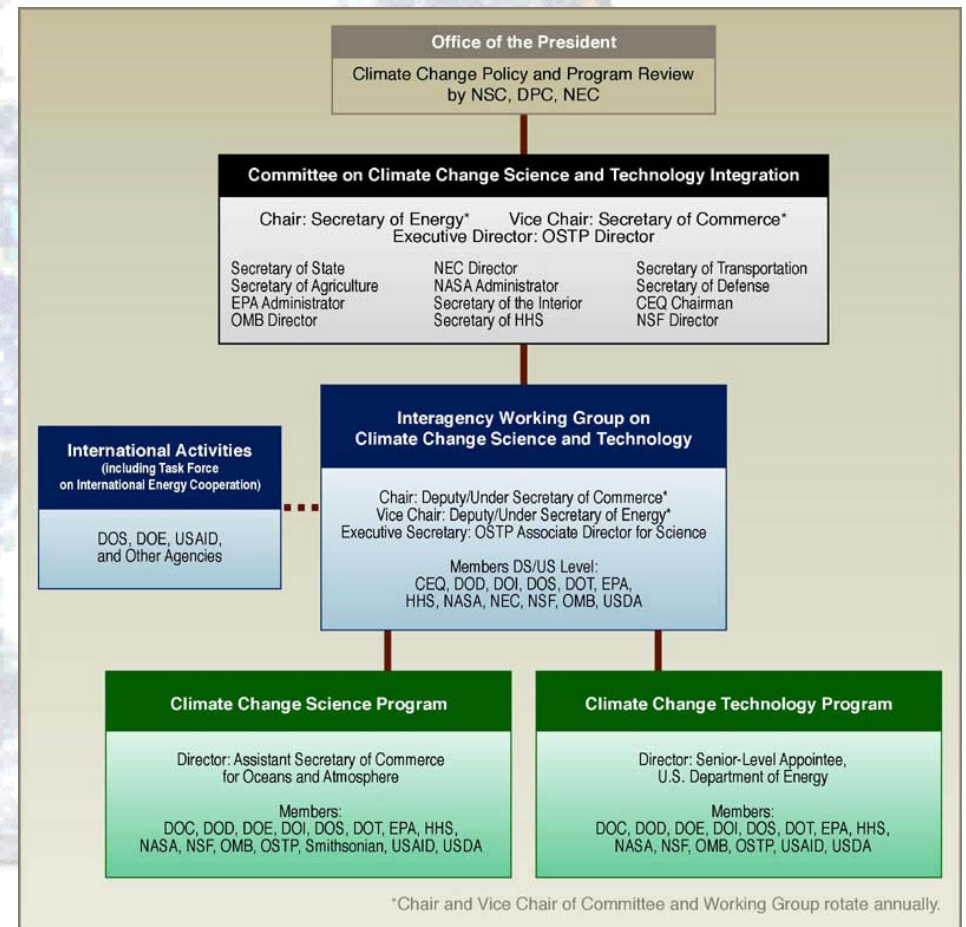 Office of the President
Climate Change Policy and Program Review
by NSC, DPC, NEC
Committee on Climate Change Science and Technology Integration
Chair: Secretary of Energy* Vice Chair: Secretary of Commerce*
Executive Director: OSTP Director
Secretary of State NEC Director Secretary of Transportation
Secretary of Agriculture NASA Administrator Secretary of Defense
EPA Administrator Secretary of the Interior CEQ Chairman
OMB Director Secretary of HHS NSF Director
Interagency Working Group on
Climate Change Science and Technology
Chair: Deputy/Under Secretary of Commerce*
Vice Chair: Deputy/Under Secretary of Energy*
Executive Secretary: OSTP Associate Director for Science
Members DS/US Level:
CEQ, DOD, DOI, DOS, DOT, EPA,
HHS, NASA, NEC, NSF, OMB, USDA
International Activities
(including Task Force
on International Energy Cooperation)
DOS, DOE, USAID,
and Other Agencies
Climate Change Science Program
Director: Assistant Secretary of Commerce
for Oceans and Atmosphere
Members:
DOC, DOD, DOE, DOI, DOS, DOT, EPA, HHS,
NASA, NSF, OMB, OSTP, Smithsonian, USAID, USDA
Climate Change Technology Program
Director: Senior-Level Appointee,
U.S. Department of Energy
Members:
DOC, DOD, DOE, DOI, DOS, DOT, EPA, HHS,
NASA, NSF, OMB, OSTP, USAID, USDA
*Chair and Vice Chair of Committee and Working Group rotate annually.